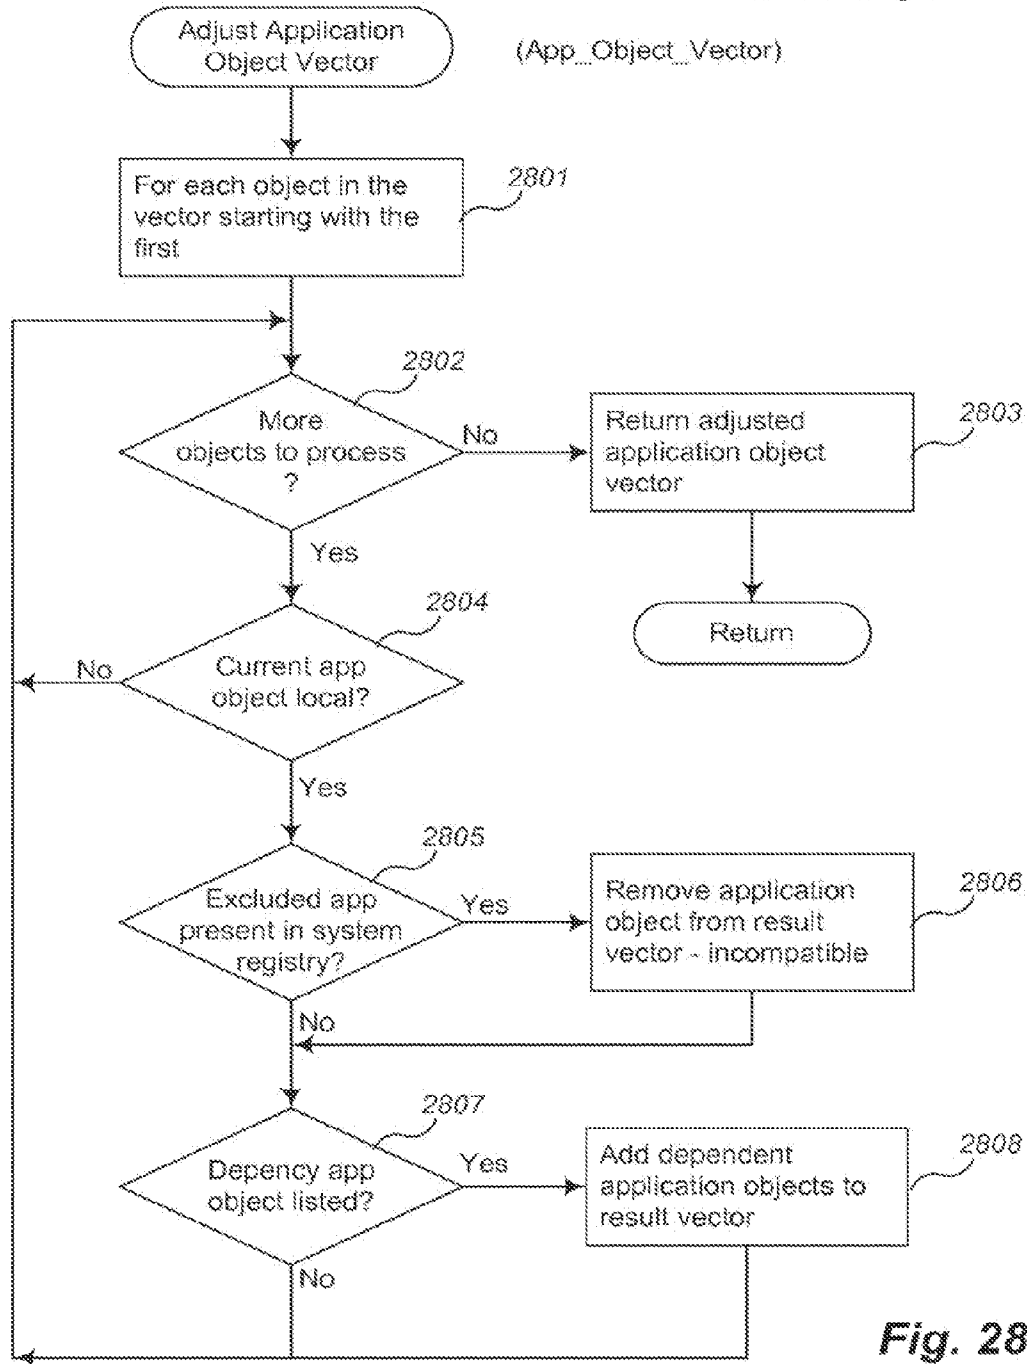 Adjust Application
Object Vector
(App_Object_Vector)
2801
For each object in the
vector starting with the
first
2802
More
objects to process
?
No
Return adjusted
application object
vector
2803
Yes
Return
2804
Current app
object local?
No
Yes
2805
Excluded app
present in system
registry?
Yes
Remove application
object from result
vector - incompatible
2806
No
2807
Depency app
object listed?
Yes
Add dependent
application objects to
result vector
2808
No
Fig. 28